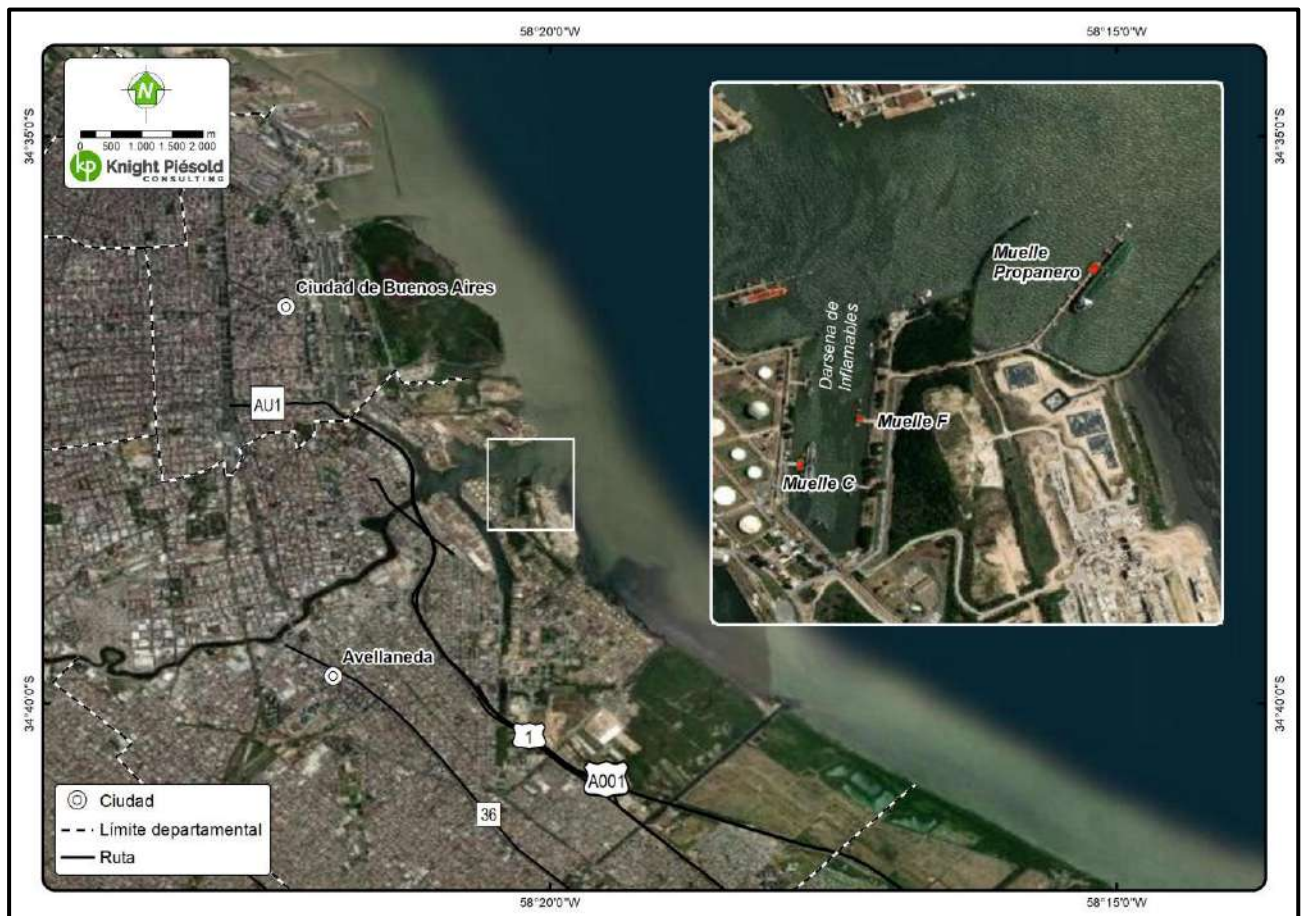 58°20'0"W
58°15'0"W
N
0 500 1.000 1.500 2.000 m
kp Knight Piésold
CONSULTING
34°35'0"S
34°35'0"S
Muelle
Propanero
Ciudad de Buenos Aires
Darsena de
Inflamables
AU1
Muelle F
Muelle C
Avellaneda
34°40'0"S
34°40'0"S
1
A001
36
Ciudad
Límite departamental
Ruta
58°20'0"W
58°15'0"W